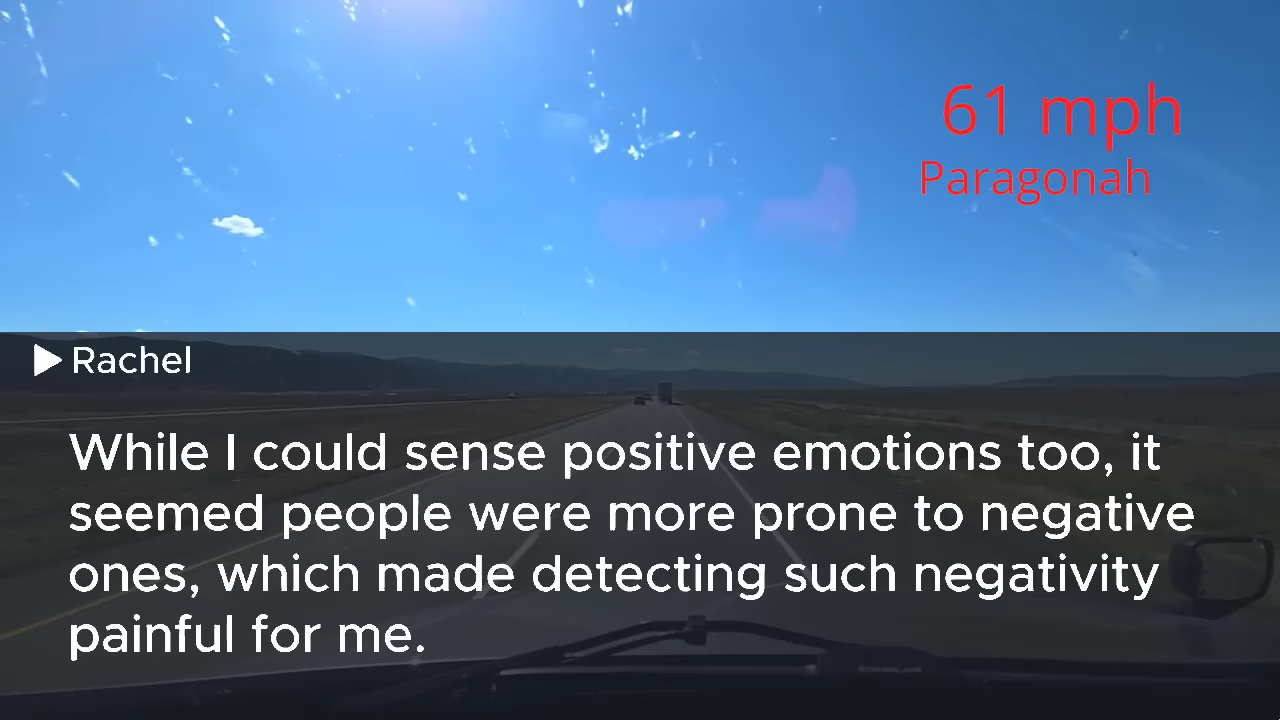 61 mph
Paragonah
Rachel
While I could sense positive emotions too, it
seemed people were more prone to negative
ones, which made detecting such negativity
painful for me.